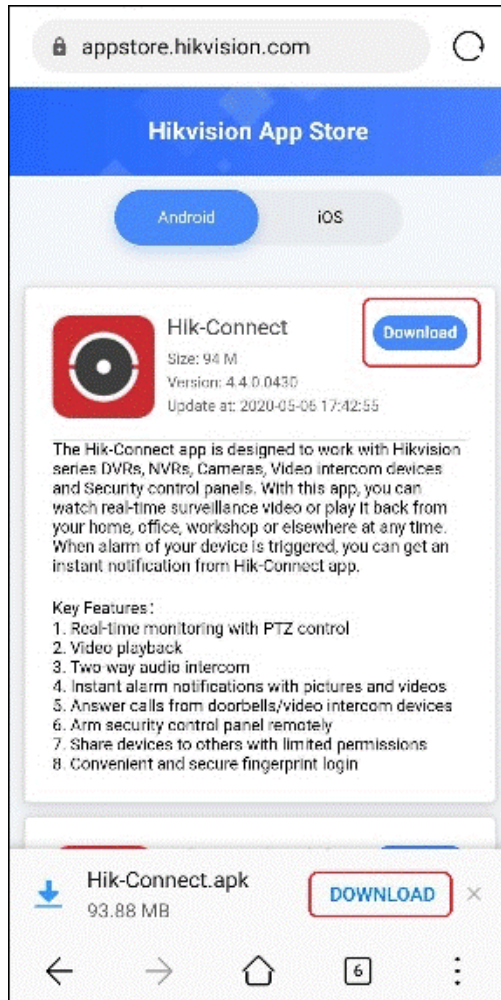 appstore.hikvision.com
Hikvision App Store
Android
iOS
Hik-Connect
Download
Size: 94 M
Version: 4.4.0.0430
Update at: 2020-05-06 17:42:55
The Hik-Connect app is designed to work with Hikvision
series DVRs, NVRs, Cameras, Video intercom devices
and Security control panels. With this app, you can
watch real-time surveillance video or play it back from
your home, office, workshop or elsewhere at any time.
When alarm of your device is triggered, you can get an
instant notification from Hik-Connect app.
Key Features:
1. Real-time monitoring with PTZ control
2. Video playback
3. Two-way audio intercom
4. Instant alarm notifications with pictures and videos
5. Answer calls from doorbells/video intercom devices
6. Arm security control panel remotely
7. Share devices to others with limited permissions
8. Convenient and secure fingerprint login
Hik-Connect.apk
93.88 MB
DOWNLOAD
6